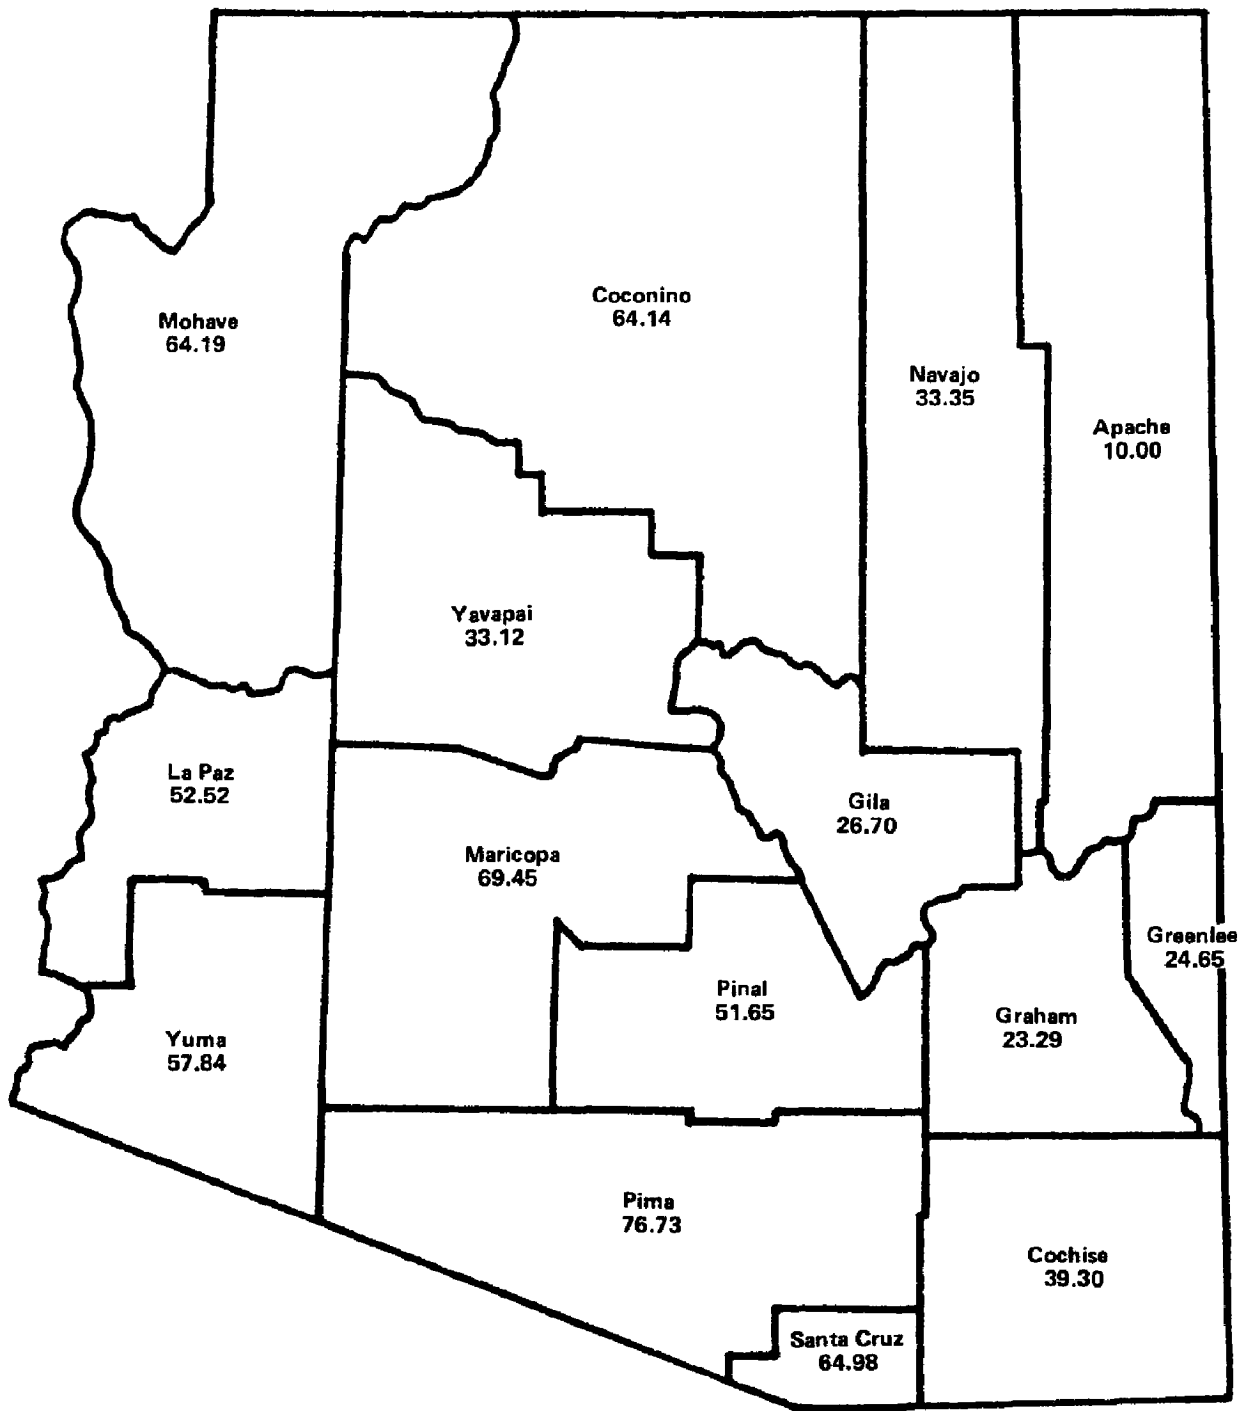 Coconino
64.14
Mohave
64.19
Navajo
33.35
Apache
10.00
Yavapai
33.12
La Paz
52.52
Gila
26.70
Maricopa
69.45
Greenlee
24.65
Pinal
51.65
Graham
23.29
Yuma
57.84
Pima
76.73
Cochise
39.30
Santa Cruz
64.98